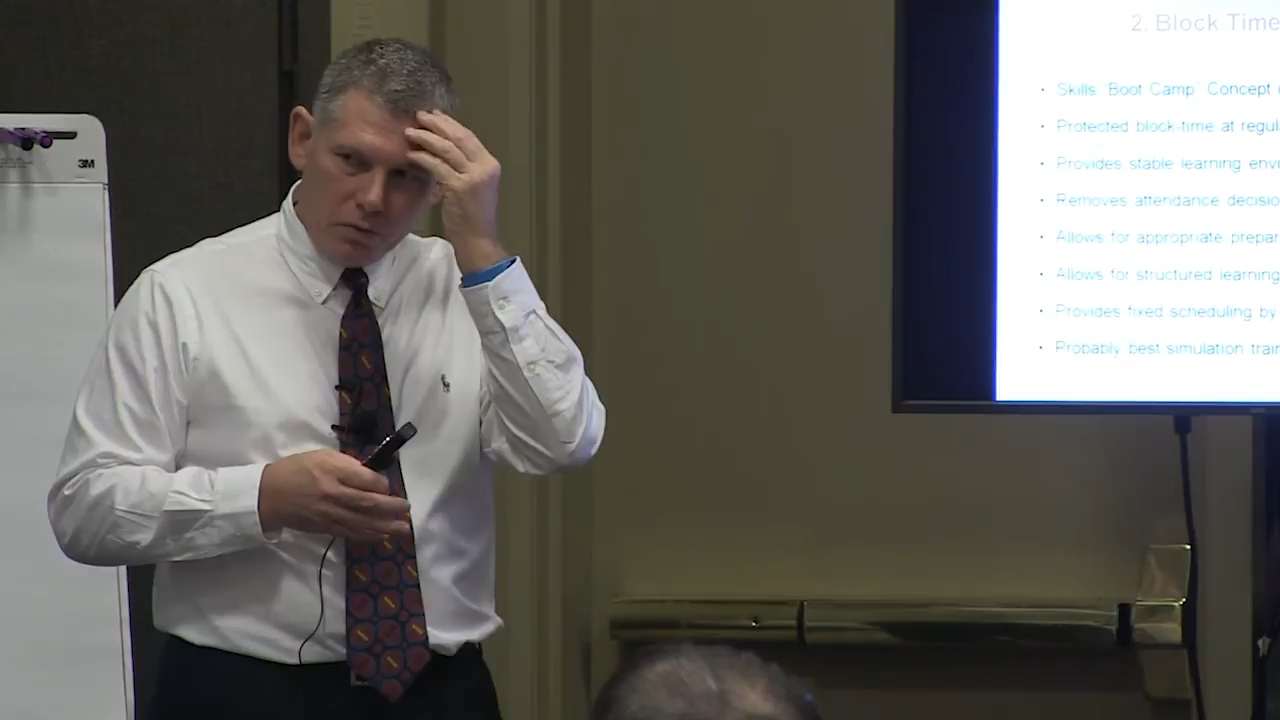 3M
2. Block Time
· Skills 'Boot Camp' Concept
· Protected block-time at regul
· Provides stable learning envi
· Removes attendance decisio
· Allows for appropriate prepar
· Allows for structured learning
· Provides fixed scheduling by
· Probably best simulation train